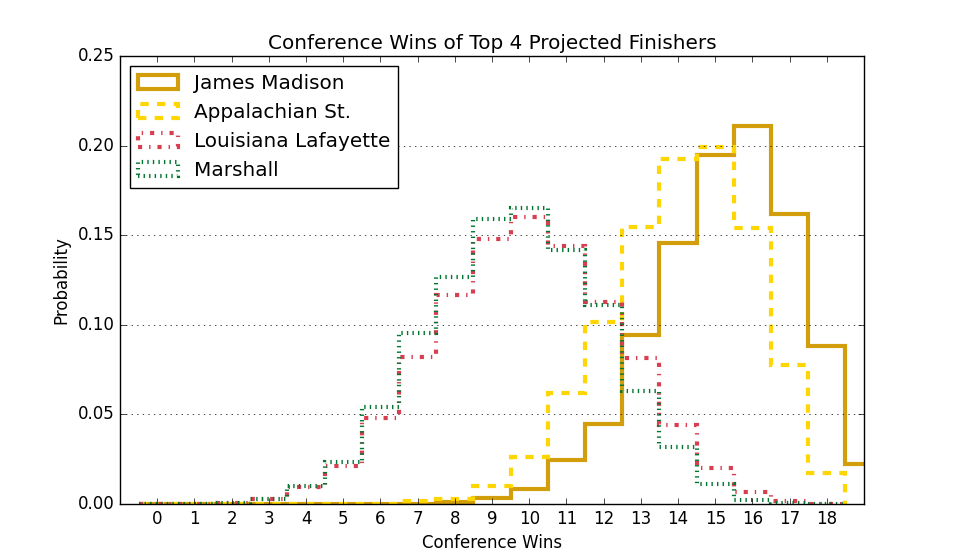 Conference Wins of Top 4 Projected Finishers
0.25
0.20
0.15
0.10
0.05
0.00
Probability
James Madison
Appalachian St.
Louisiana Lafayette
Marshall
0 1 2 3 4 5 6 7 8 9 10 11 12 13 14 15 16 17 18
Conference Wins